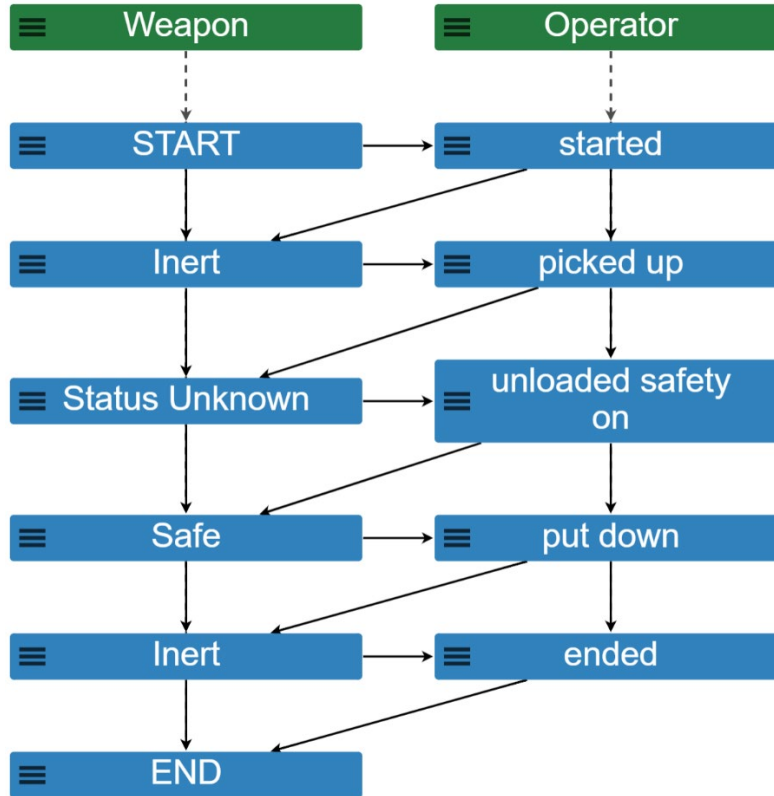 Weapon
Operator
START
started
Inert
picked up
Status Unknown
unloaded safety
on
Safe
put down
Inert
ended
END